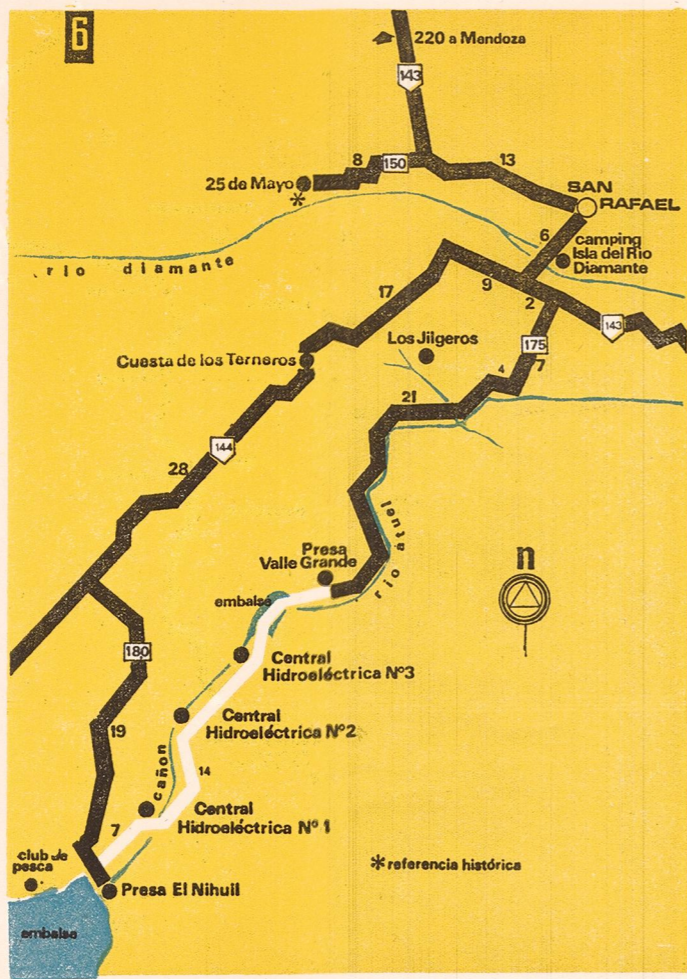 6
220 a Mendoza
143
8
150
13
25 de Mayo
*
SAN
RAFAEL
6
camping
Isla del Rio
Diamante
rio diamante
17
9
2
143
Los Jilgeros
175
7
Cuesta de los Terneros
4
21
144
28
rio atuel
Presa
Valle Grande
n
embalse
180
Central
Hidroeléctrica Nº3
Central
Hidroeléctrica Nº2
19
cañon
14
Central
Hidroeléctrica Nº 1
7
club de
pesca
* referencia histórica
Presa El Nihuil
embalse